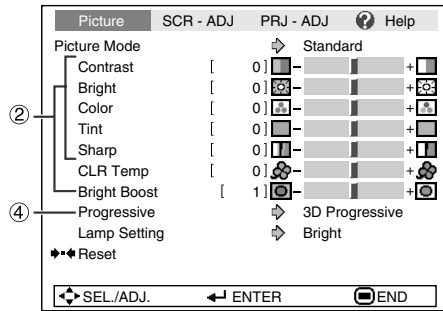 Picture SCR - ADJ PRJ - ADJ ? Help
Picture Mode Standard
Contrast [ 0 ] - +
Bright [ 0 ] - +
② Color [ 0 ] - +
Tint [ 0 ] - +
Sharp [ 0 ] - +
CLR Temp [ 0 ] - +
Bright Boost [ 1 ] - +
④ Progressive 3D Progressive
Lamp Setting Bright
Reset
SEL./ADJ. ENTER END